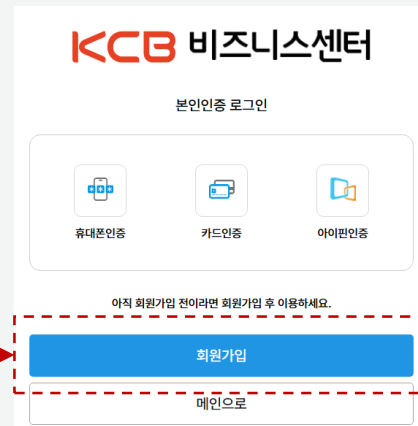 KCB 비즈니스센터
본인인증 로그인
휴대폰인증 카드인증 아이핀인증
아직 회원가입 전이라면 회원가입 후 이용하세요.
회원가입
메인으로